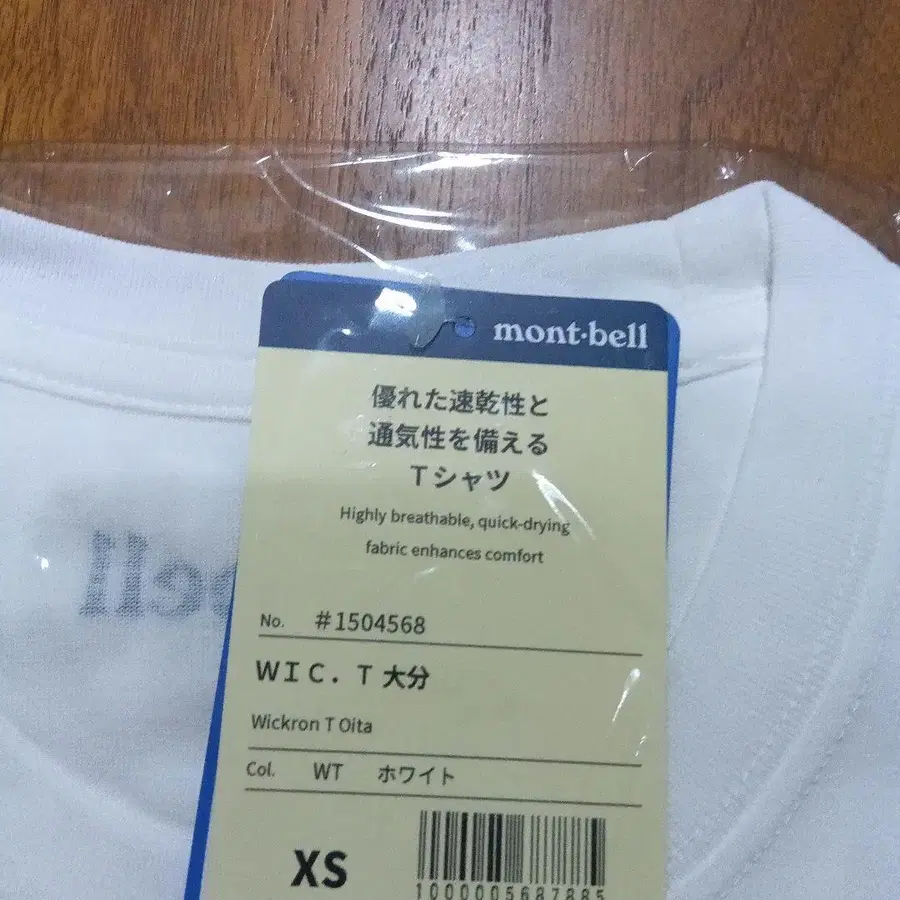 mont·bell
優れた速乾性と
通気性を備える
Tシャツ
Highly breathable, quick-drying
fabric enhances comfort
No. #1504568
WIC. T 大分
Wickron T Oita
Col. WT ホワイト
XS
1000005687885